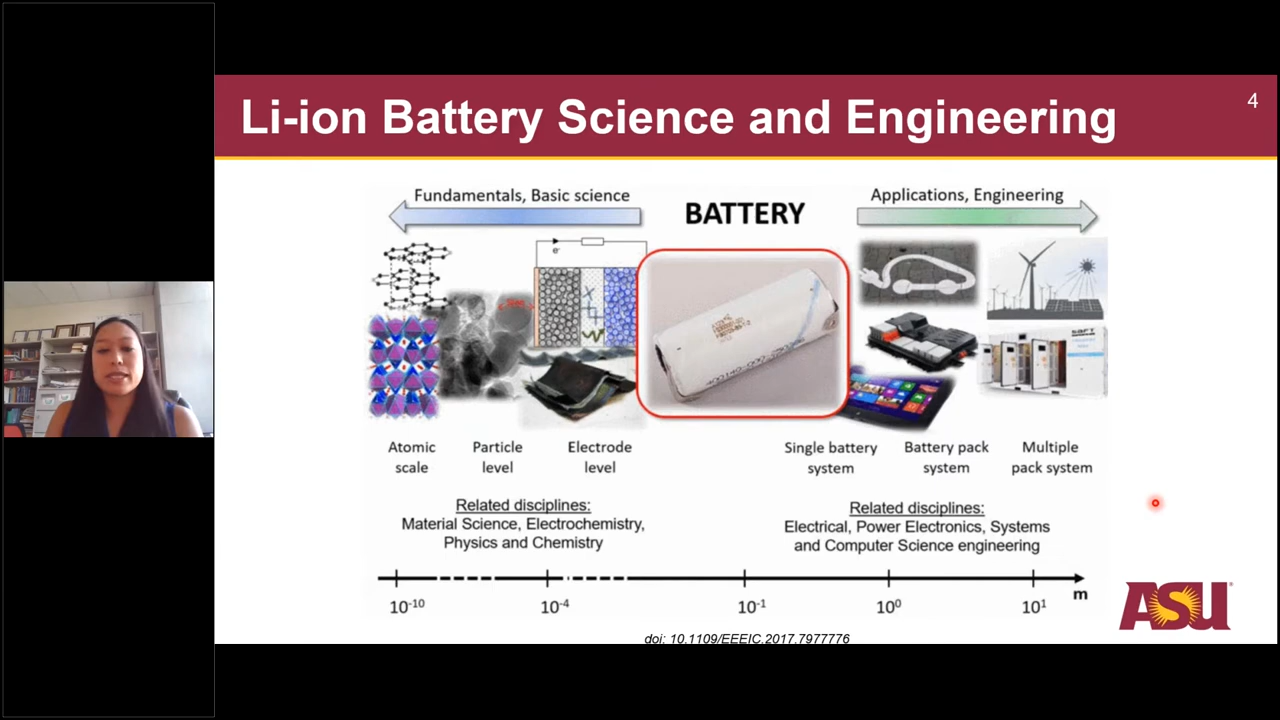 Li-ion Battery Science and Engineering
4
Fundamentals, Basic science
BATTERY
Applications, Engineering
e-
Atomic
scale
Particle
level
Electrode
level
Single battery
system
Battery pack
system
Multiple
pack system
Related disciplines:
Material Science, Electrochemistry,
Physics and Chemistry
Related disciplines:
Electrical, Power Electronics, Systems
and Computer Science engineering
10-10
10-4
10-1
100
101
m
ASU
doi: 10.1109/EEEIC.2017.7977776